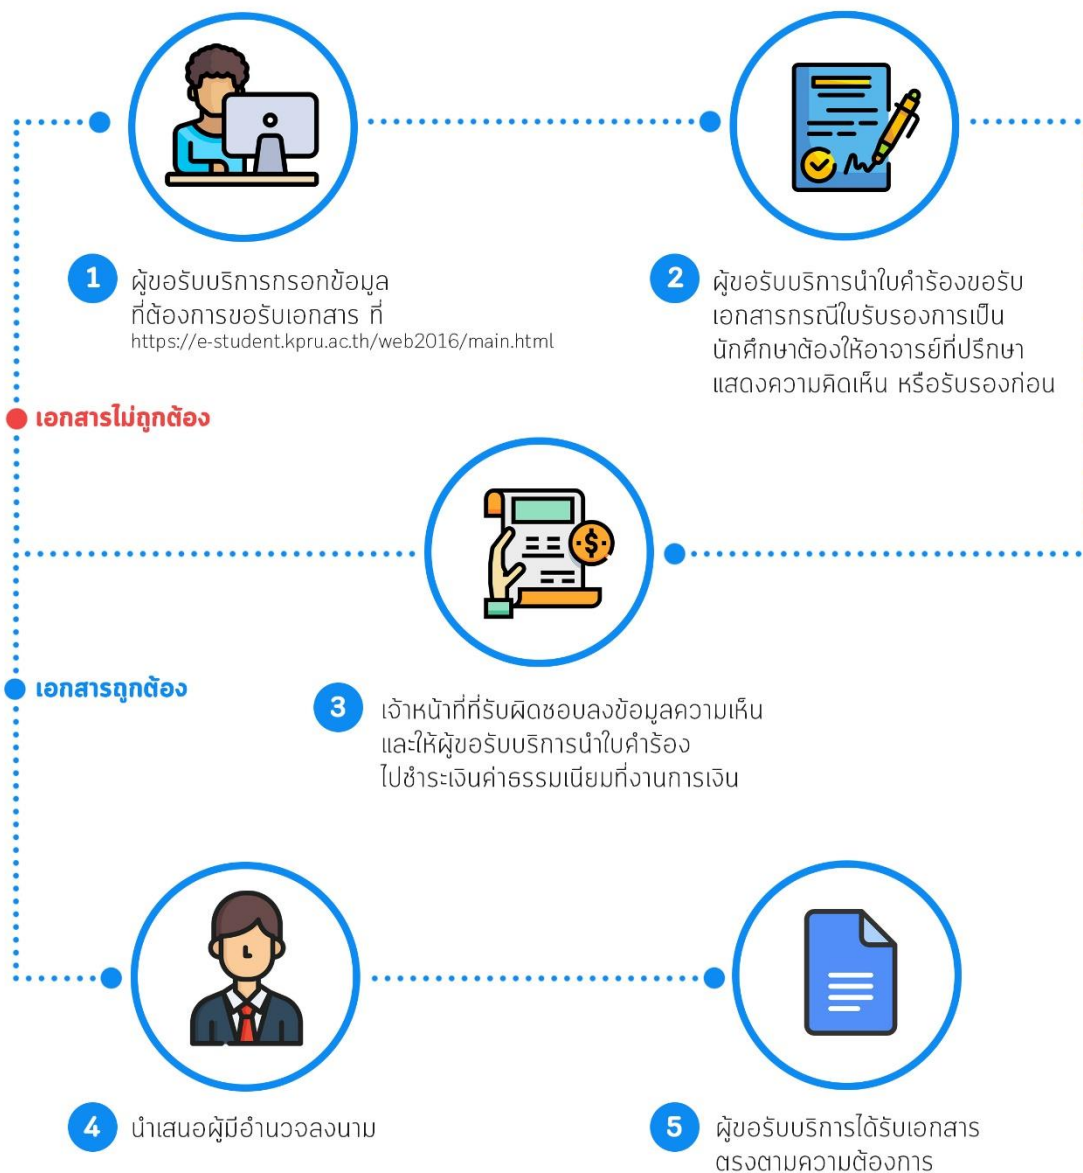 1
ผู้ขอรับบริการกรอกข้อมูล
ที่ต้องการขอรับเอกสาร ที่
https://e-student.kpru.ac.th/web2016/main.html
2
ผู้ขอรับบริการนำใบคำร้องขอรับ
เอกสารกรณีใบรับรองการเป็น
นักศึกษาต้องให้อาจารย์ที่ปรึกษา
แสดงความคิดเห็น หรือรับรองก่อน
เอกสารไม่ถูกต้อง
เอกสารถูกต้อง
3
เจ้าหน้าที่ที่รับผิดชอบลงข้อมูลความเห็น
และให้ผู้ขอรับบริการนำใบคำร้อง
ไปชำระเงินค่าธรรมเนียมที่งานการเงิน
4
นำเสนอผู้มีอำนวจลงนาม
5
ผู้ขอรับบริการได้รับเอกสาร
ตรงตามความต้องการ